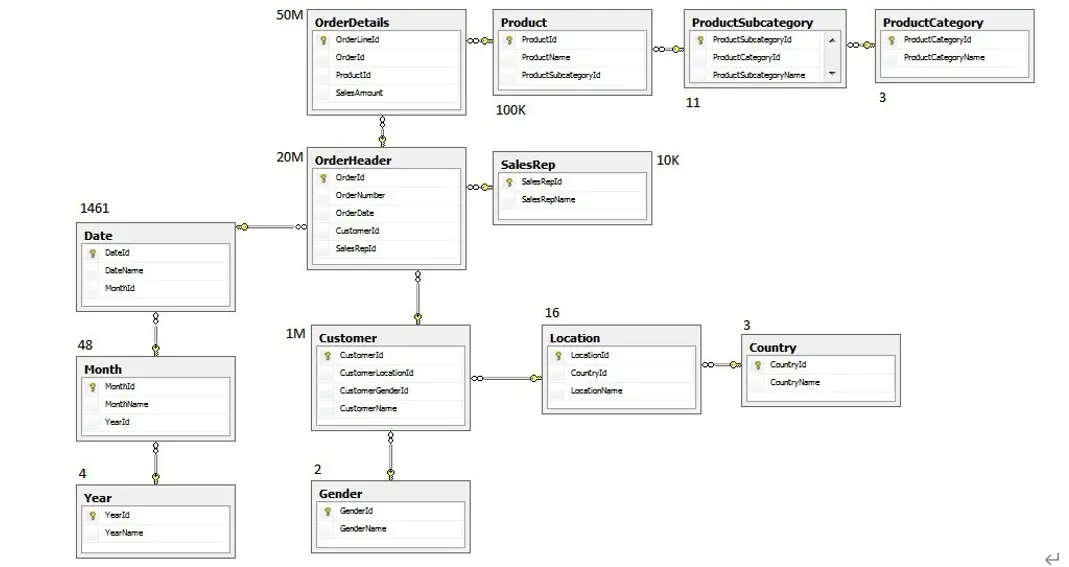 50M
OrderDetails
OrderLineId
OrderId
ProductId
SalesAmount
Product
ProductId
ProductName
ProductSubcategoryId
100K
ProductSubcategory
ProductSubcategoryId
ProductCategoryId
ProductSubcategoryName
11
ProductCategory
ProductCategoryId
ProductCategoryName
3
20M
OrderHeader
OrderId
OrderNumber
OrderDate
CustomerId
SalesRepId
SalesRep
SalesRepId
SalesRepName
10K
1461
Date
DateId
DateName
MonthId
48
Month
MonthId
MonthName
YearId
4
Year
YearId
YearName
1M
Customer
CustomerId
CustomerLocationId
CustomerGenderId
CustomerName
16
Location
LocationId
CountryId
LocationName
3
Country
CountryId
CountryName
2
Gender
GenderId
GenderName